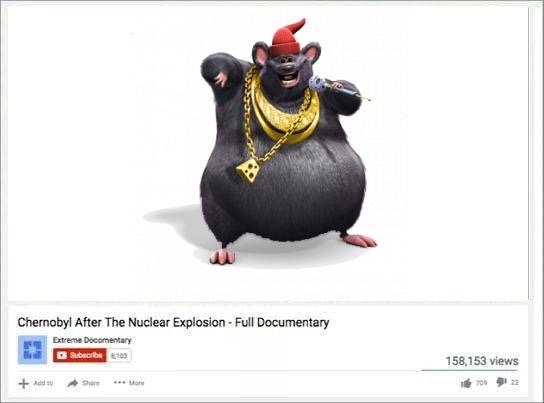 Chernobyl After The Nuclear Explosion - Full Documentary
Extreme Docomentary
Subscribe 6,103
158,153 views
Add to Share More 709 22